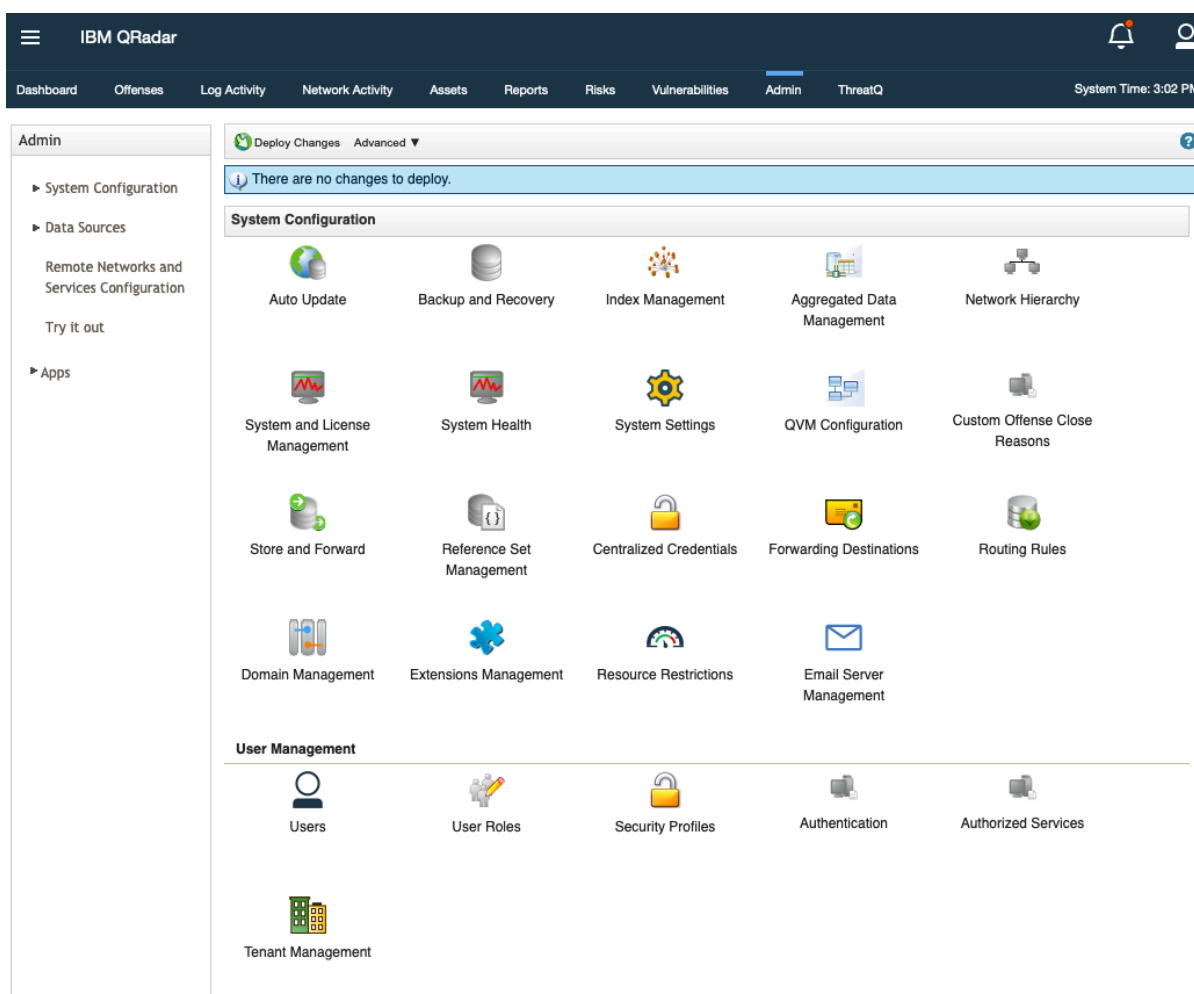 IBM QRadar
Dashboard Offenses Log Activity Network Activity Assets Reports Risks Vulnerabilities Admin ThreatQ System Time: 3:02 PM
Admin
System Configuration
Data Sources
Remote Networks and
Services Configuration
Try it out
Apps
Deploy Changes Advanced ▼
There are no changes to deploy.
System Configuration
Auto Update
Backup and Recovery
Index Management
Aggregated Data
Management
Network Hierarchy
System and License
Management
System Health
System Settings
QVM Configuration
Custom Offense Close
Reasons
Store and Forward
Reference Set
Management
Centralized Credentials
Forwarding Destinations
Routing Rules
Domain Management
Extensions Management
Resource Restrictions
Email Server
Management
User Management
Users
User Roles
Security Profiles
Authentication
Authorized Services
Tenant Management